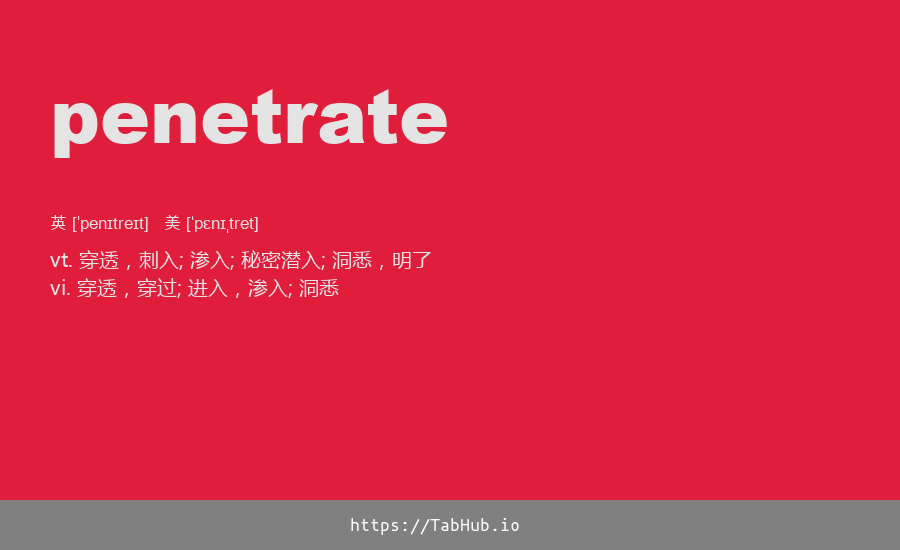 penetrate
英 [ˈpenɪtreɪt] 美 [ˈpɛnɪˌtret]
vt. 穿透，刺入; 渗入; 秘密潜入; 洞悉，明了
vi. 穿透，穿过; 进入，渗入; 洞悉
https://TabHub.io